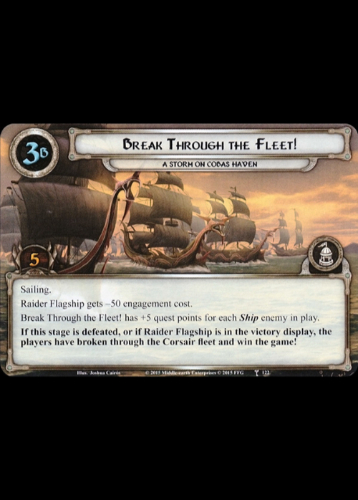 3B
BREAK THROUGH THE FLEET!
A STORM ON COBAS HAVEN
5
Sailing.
Raider Flagship gets -50 engagement cost.
Break Through the Fleet! has +5 quest points for each Ship enemy in play.
If this stage is defeated, or if Raider Flagship is in the victory display, the
players have broken through the Corsair fleet and win the game!
Illus. Joshua Cairós
© 2015 Middle-earth Enterprises © 2015 FFG